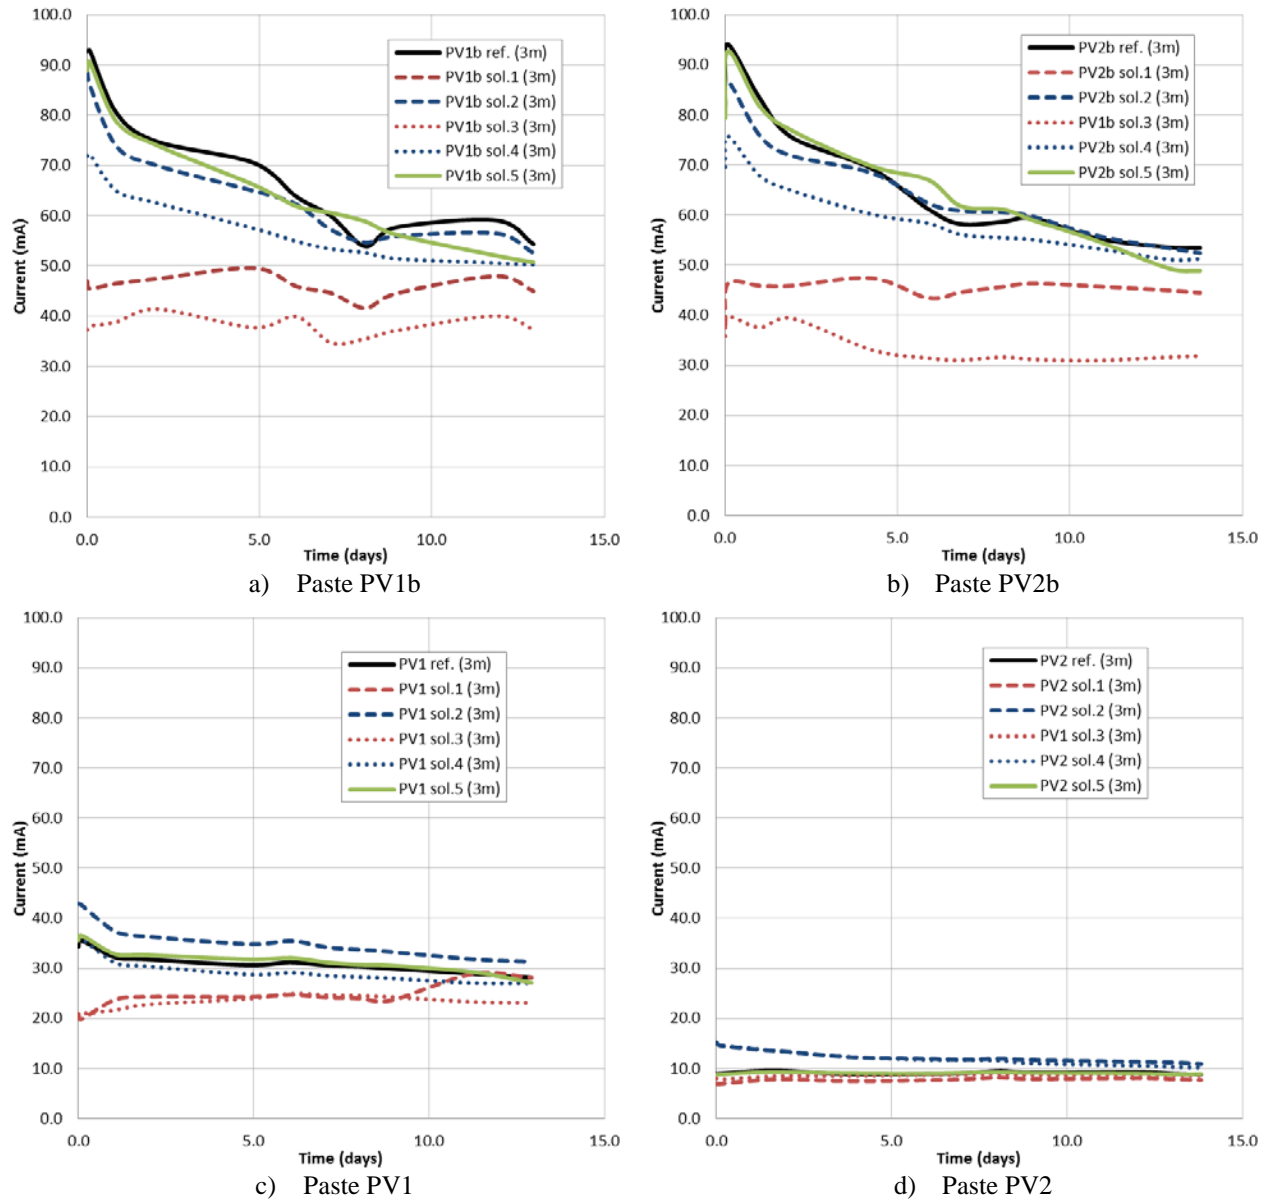 100.0
90.0
80.0
70.0
60.0
50.0
40.0
30.0
20.0
10.0
0.0
Current (mA)
PV1b ref. (3m)
PV1b sol.1 (3m)
PV1b sol.2 (3m)
PV1b sol.3 (3m)
PV1b sol.4 (3m)
PV1b sol.5 (3m)
0.0 5.0 10.0 15.0
Time (days)
a) Paste PV1b
100.0
90.0
80.0
70.0
60.0
50.0
40.0
30.0
20.0
10.0
0.0
Current (mA)
PV2b ref. (3m)
PV2b sol.1 (3m)
PV2b sol.2 (3m)
PV1b sol.3 (3m)
PV2b sol.4 (3m)
PV2b sol.5 (3m)
0.0 5.0 10.0 15.0
Time (days)
b) Paste PV2b
100.0
90.0
80.0
70.0
60.0
50.0
40.0
30.0
20.0
10.0
0.0
Current (mA)
PV1 ref. (3m)
PV1 sol.1 (3m)
PV1 sol.2 (3m)
PV1 sol.3 (3m)
PV1 sol.4 (3m)
PV1 sol.5 (3m)
0.0 5.0 10.0 15.0
Time (days)
c) Paste PV1
100.0
90.0
80.0
70.0
60.0
50.0
40.0
30.0
20.0
10.0
0.0
Current (mA)
PV2 ref. (3m)
PV2 sol.1 (3m)
PV2 sol.2 (3m)
PV1 sol.3 (3m)
PV2 sol.4 (3m)
PV2 sol.5 (3m)
0.0 5.0 10.0 15.0
Time (days)
d) Paste PV2